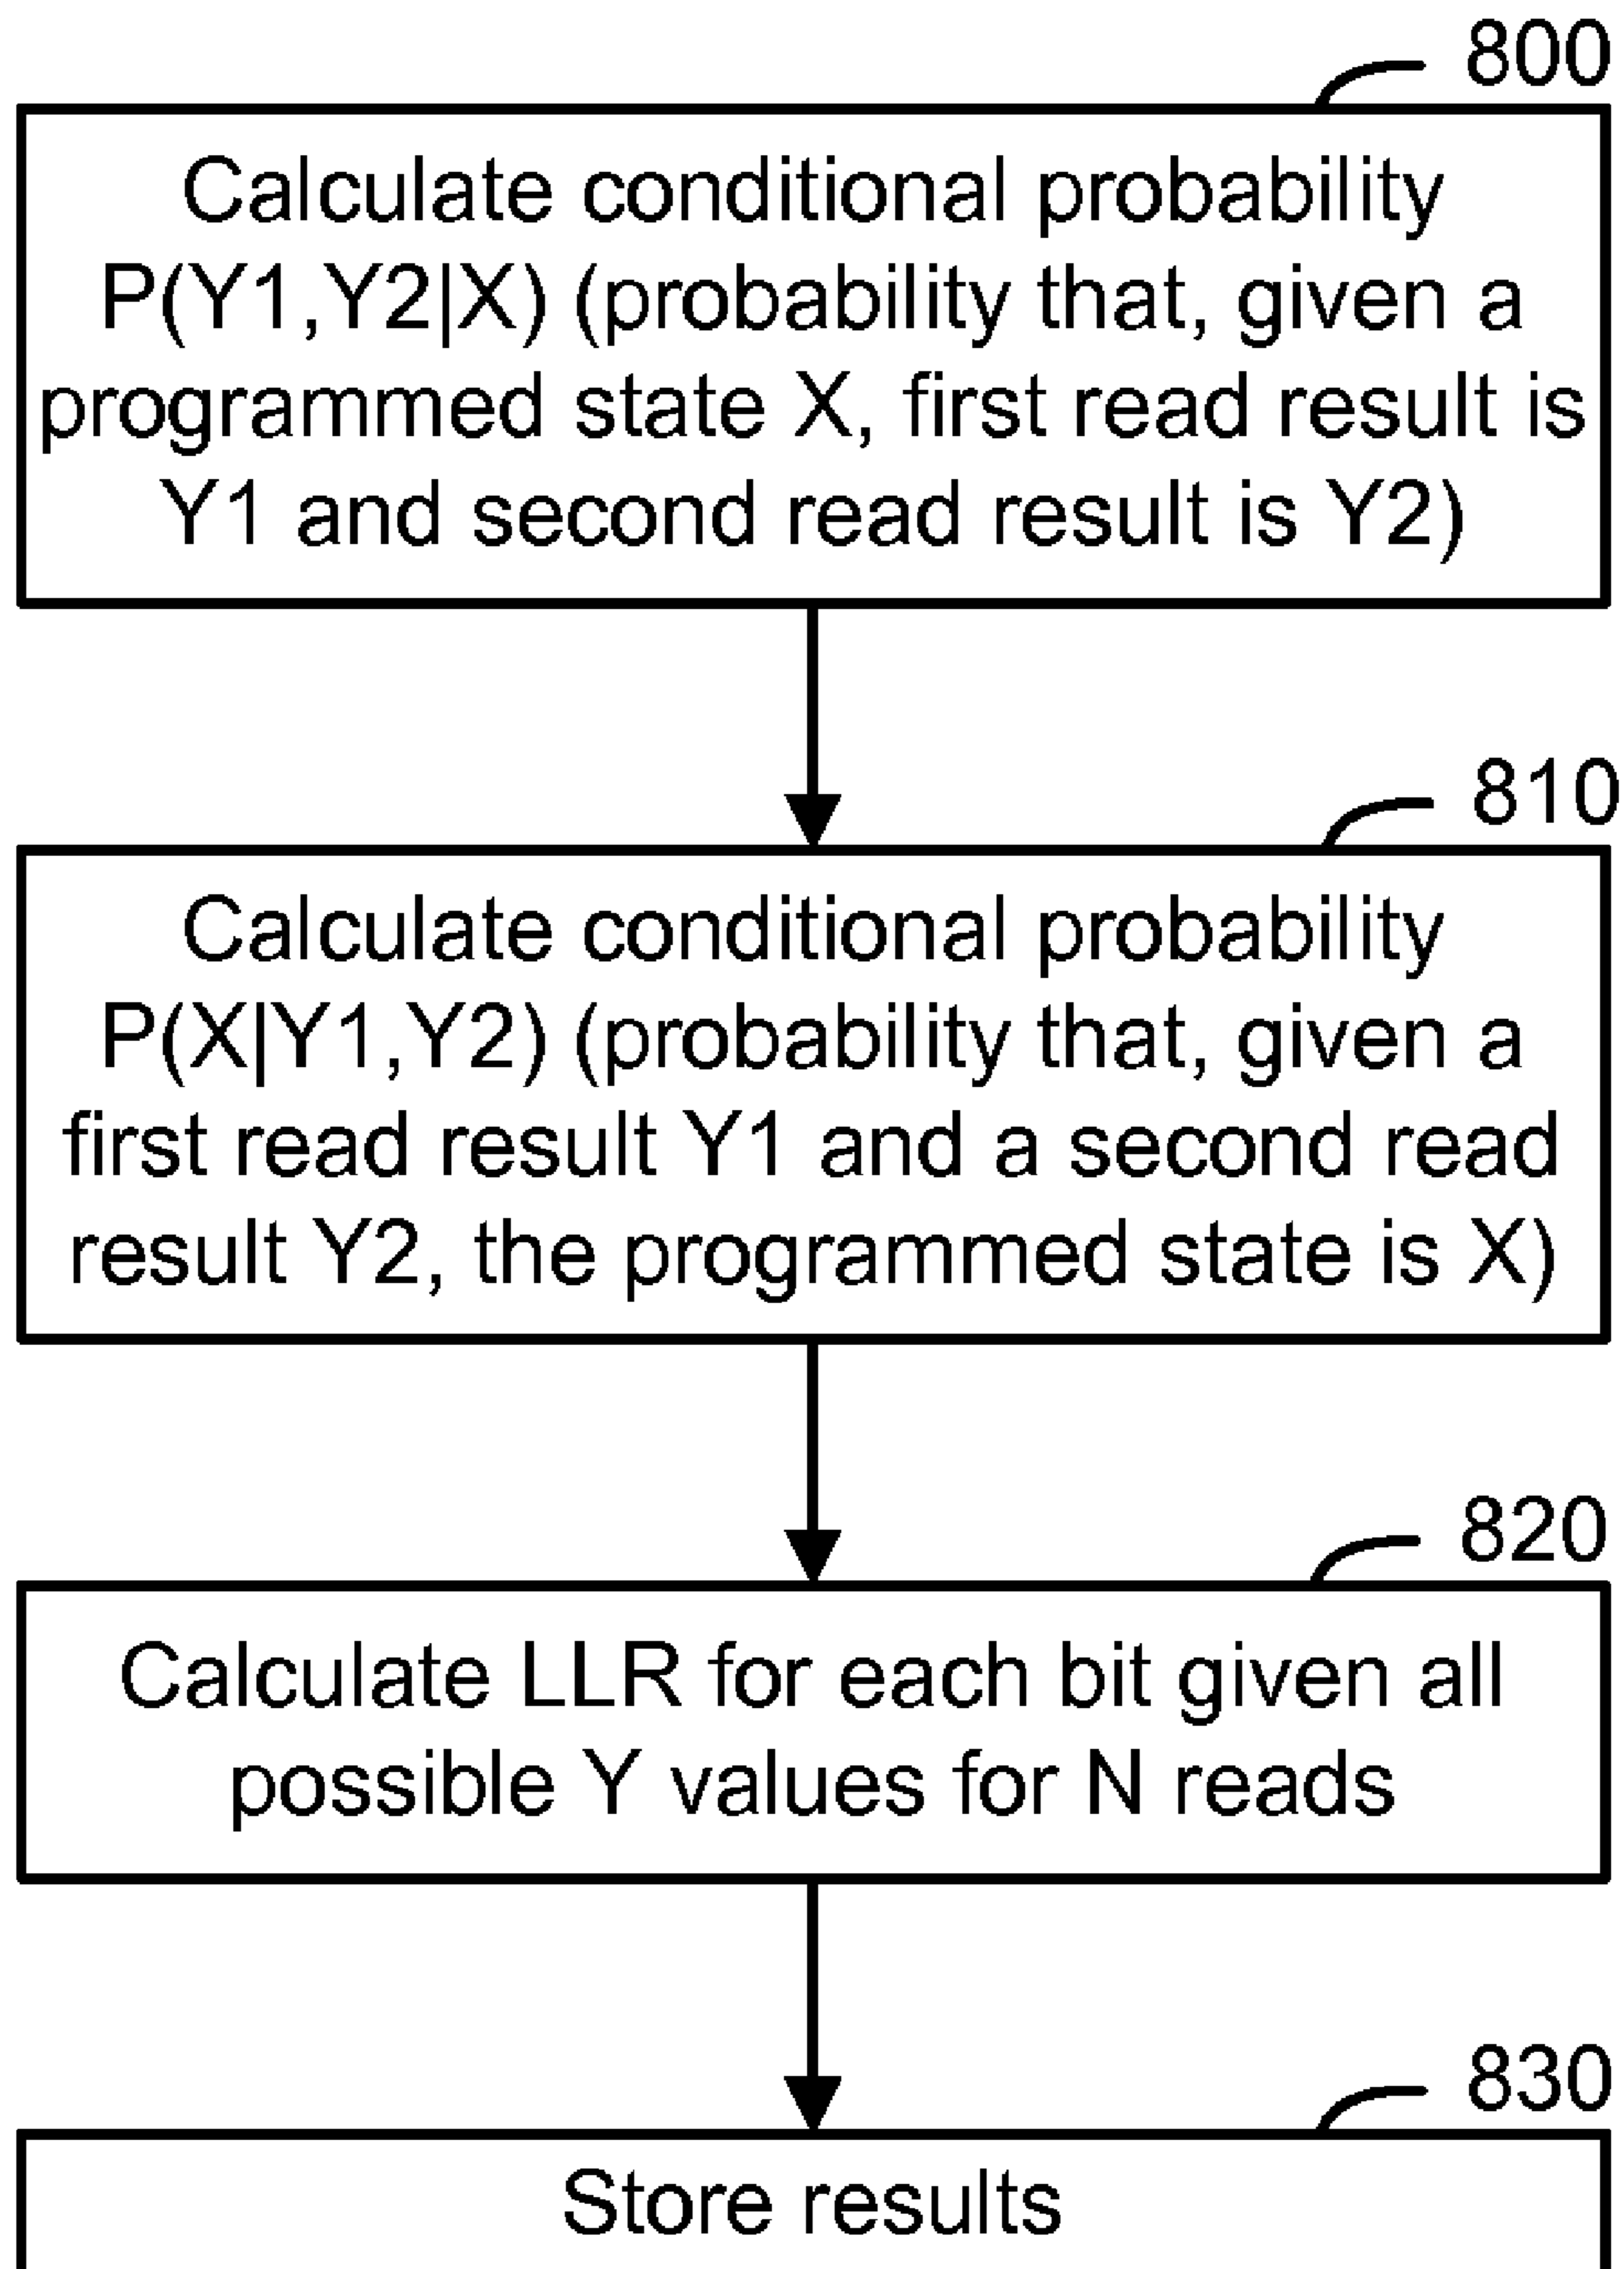 800
Calculate conditional probability
P(Y1,Y2|X) (probability that, given a
programmed state X, first read result is
Y1 and second read result is Y2)
810
Calculate conditional probability
P(X|Y1,Y2) (probability that, given a
first read result Y1 and a second read
result Y2, the programmed state is X)
820
Calculate LLR for each bit given all
possible Y values for N reads
830
Store results